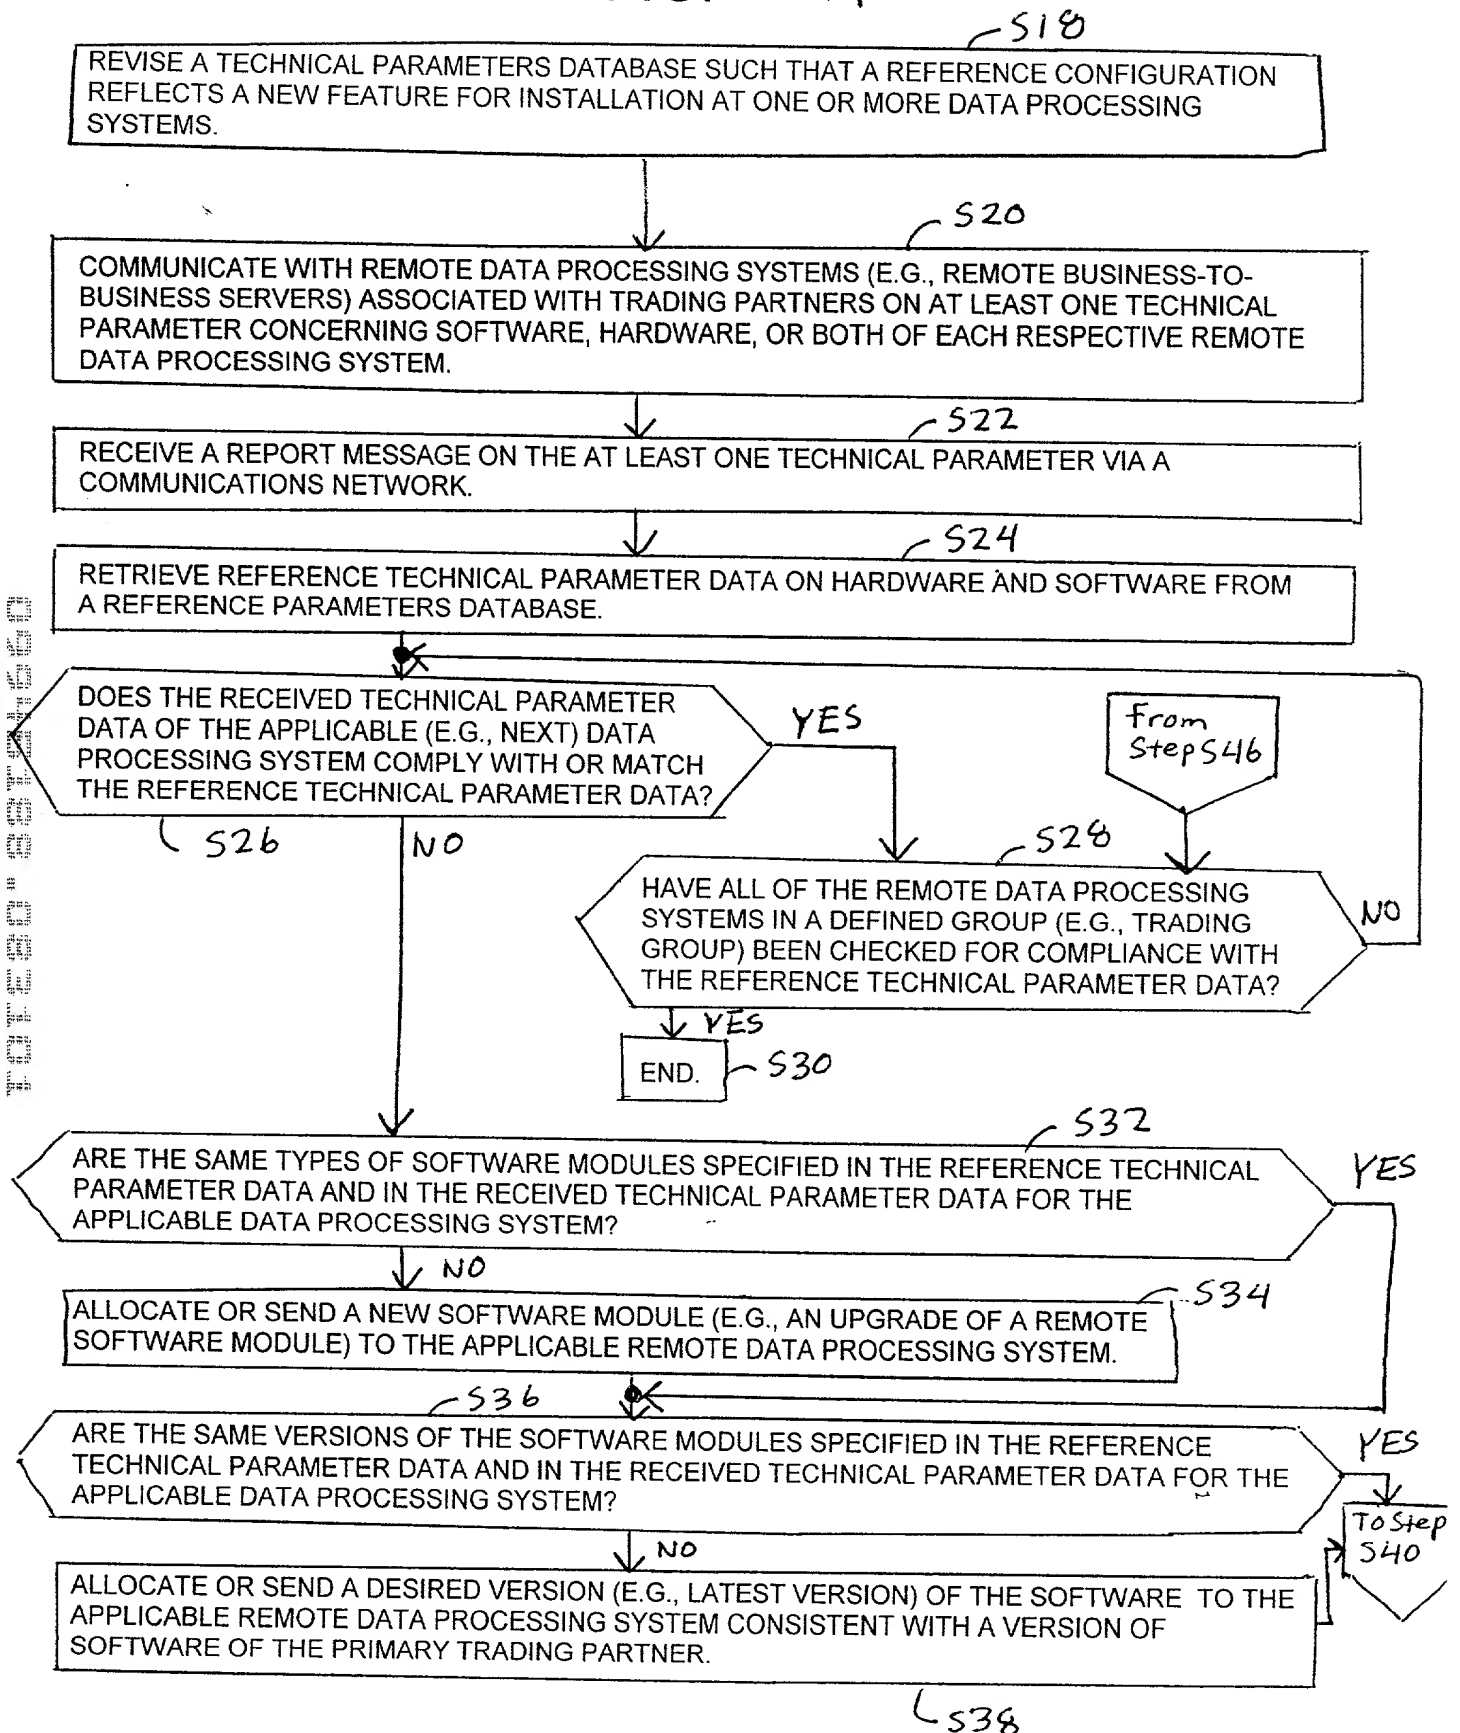 S18
REVISE A TECHNICAL PARAMETERS DATABASE SUCH THAT A REFERENCE CONFIGURATION
REFLECTS A NEW FEATURE FOR INSTALLATION AT ONE OR MORE DATA PROCESSING
SYSTEMS.
S20
COMMUNICATE WITH REMOTE DATA PROCESSING SYSTEMS (E.G., REMOTE BUSINESS-TO-
BUSINESS SERVERS) ASSOCIATED WITH TRADING PARTNERS ON AT LEAST ONE TECHNICAL
PARAMETER CONCERNING SOFTWARE, HARDWARE, OR BOTH OF EACH RESPECTIVE REMOTE
DATA PROCESSING SYSTEM.
S22
RECEIVE A REPORT MESSAGE ON THE AT LEAST ONE TECHNICAL PARAMETER VIA A
COMMUNICATIONS NETWORK.
S24
RETRIEVE REFERENCE TECHNICAL PARAMETER DATA ON HARDWARE AND SOFTWARE FROM
A REFERENCE PARAMETERS DATABASE.
DOES THE RECEIVED TECHNICAL PARAMETER
DATA OF THE APPLICABLE (E.G., NEXT) DATA
PROCESSING SYSTEM COMPLY WITH OR MATCH
THE REFERENCE TECHNICAL PARAMETER DATA?
YES
From
Step S46
S26
NO
S28
HAVE ALL OF THE REMOTE DATA PROCESSING
SYSTEMS IN A DEFINED GROUP (E.G., TRADING
GROUP) BEEN CHECKED FOR COMPLIANCE WITH
THE REFERENCE TECHNICAL PARAMETER DATA?
NO
YES
END.
S30
S32
ARE THE SAME TYPES OF SOFTWARE MODULES SPECIFIED IN THE REFERENCE TECHNICAL
PARAMETER DATA AND IN THE RECEIVED TECHNICAL PARAMETER DATA FOR THE
APPLICABLE DATA PROCESSING SYSTEM?
YES
NO
S34
ALLOCATE OR SEND A NEW SOFTWARE MODULE (E.G., AN UPGRADE OF A REMOTE
SOFTWARE MODULE) TO THE APPLICABLE REMOTE DATA PROCESSING SYSTEM.
S36
ARE THE SAME VERSIONS OF THE SOFTWARE MODULES SPECIFIED IN THE REFERENCE
TECHNICAL PARAMETER DATA AND IN THE RECEIVED TECHNICAL PARAMETER DATA FOR THE
APPLICABLE DATA PROCESSING SYSTEM?
YES
To Step
S40
NO
ALLOCATE OR SEND A DESIRED VERSION (E.G., LATEST VERSION) OF THE SOFTWARE TO THE
APPLICABLE REMOTE DATA PROCESSING SYSTEM CONSISTENT WITH A VERSION OF
SOFTWARE OF THE PRIMARY TRADING PARTNER.
S38